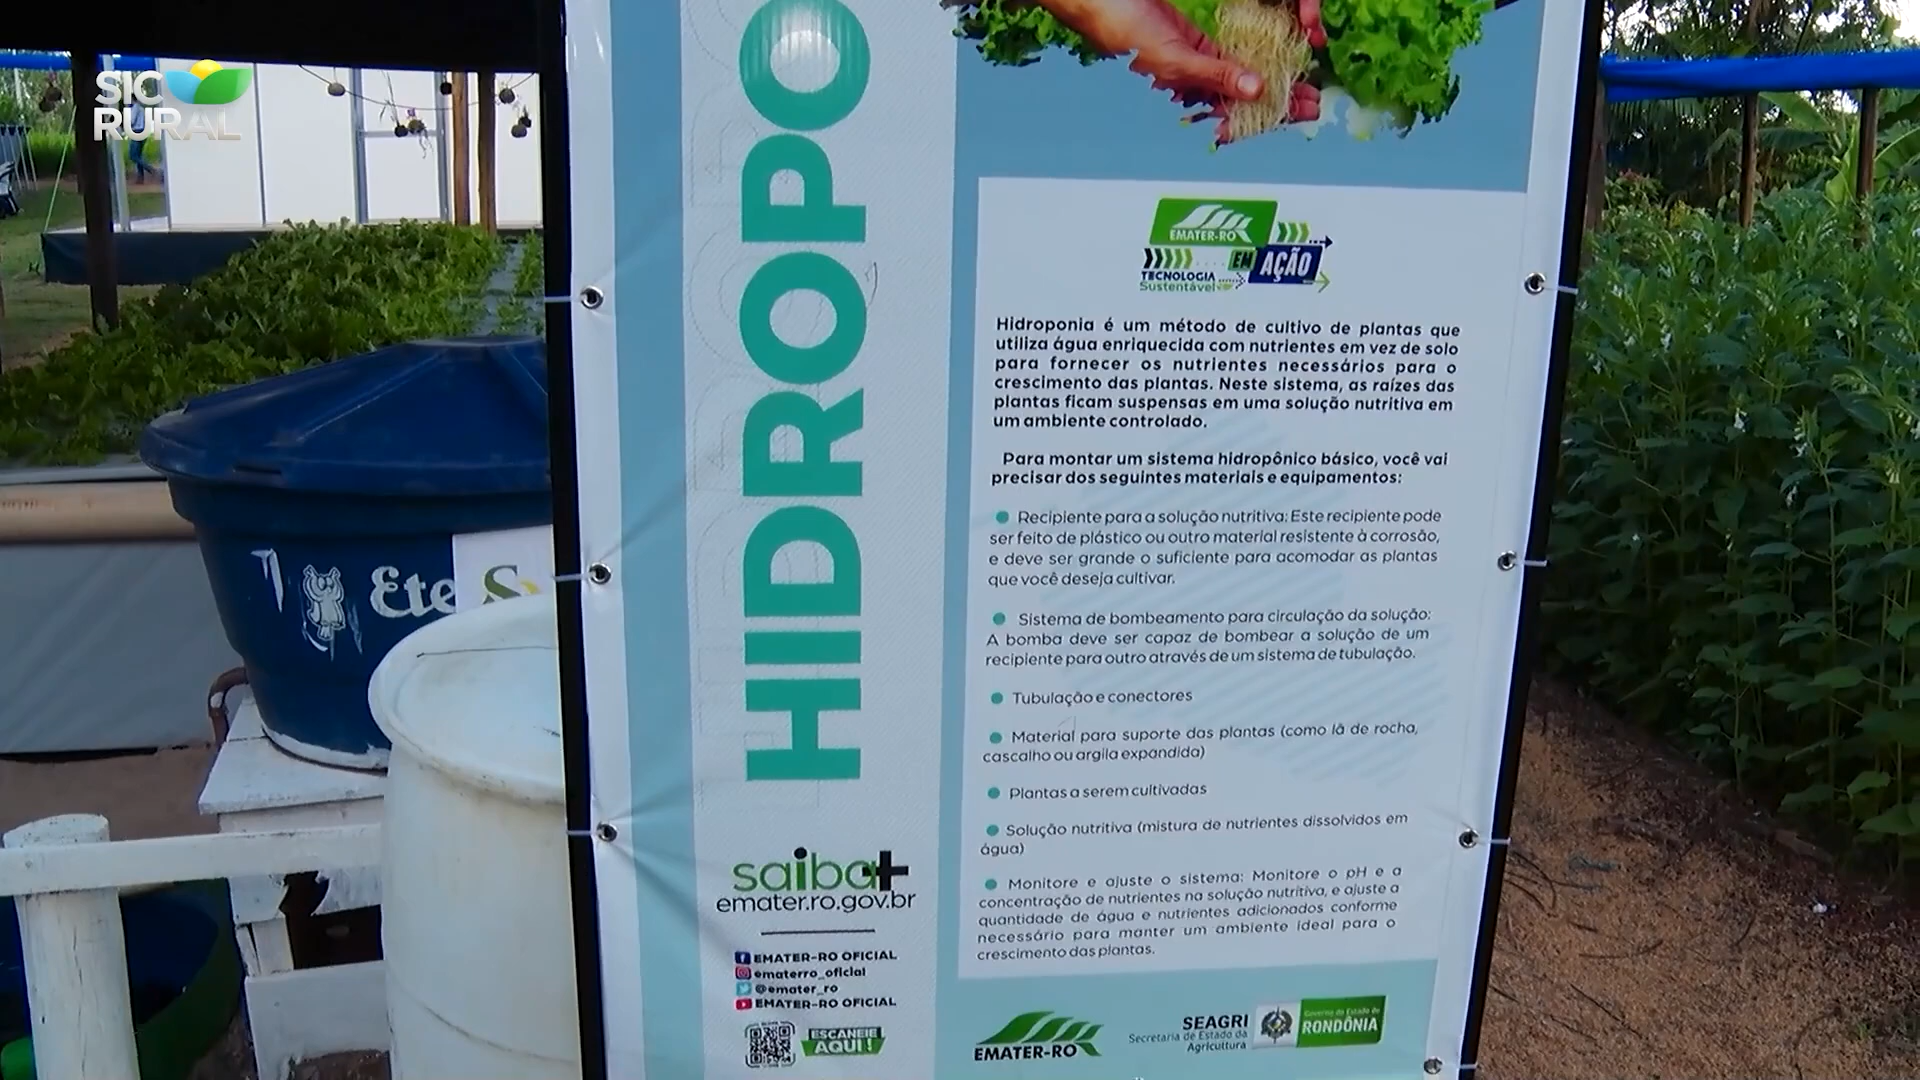 SIC
RURAL
HIDROPO
EMATER-RO
EM AÇÃO
TECNOLOGIA
Sustentável
Hidroponia é um método de cultivo de plantas que
utiliza água enriquecida com nutrientes em vez de solo
para fornecer os nutrientes necessários para o
crescimento das plantas. Neste sistema, as raízes das
plantas ficam suspensas em uma solução nutritiva em
um ambiente controlado.
Para montar um sistema hidropônico básico, você vai
precisar dos seguintes materiais e equipamentos:
Recipiente para a solução nutritiva: Este recipiente pode
ser feito de plástico ou outro material resistente à corrosão,
e deve ser grande o suficiente para acomodar as plantas
que você deseja cultivar.
Sistema de bombeamento para circulação da solução:
A bomba deve ser capaz de bombear a solução de um
recipiente para outro através de um sistema de tubulação.
Tubulação e conectores
Material para suporte das plantas (como lã de rocha,
cascalho ou argila expandida)
Plantas a serem cultivadas
Solução nutritiva (mistura de nutrientes dissolvidos em
água)
Monitore e ajuste o sistema: Monitore o pH e a
concentração de nutrientes na solução nutritiva, e ajuste a
quantidade de água e nutrientes adicionados conforme
necessário para manter um ambiente ideal para o
crescimento das plantas.
saiba+
emater.ro.gov.br
EMATER-RO OFICIAL
ematerro_oficial
@emater_ro
EMATER-RO OFICIAL
ESCANEIE
AQUI!
EMATER-RO
SEAGRI
Secretaria de Estado da
Agricultura
Governo do Estado de
RONDÔNIA
Ete
S